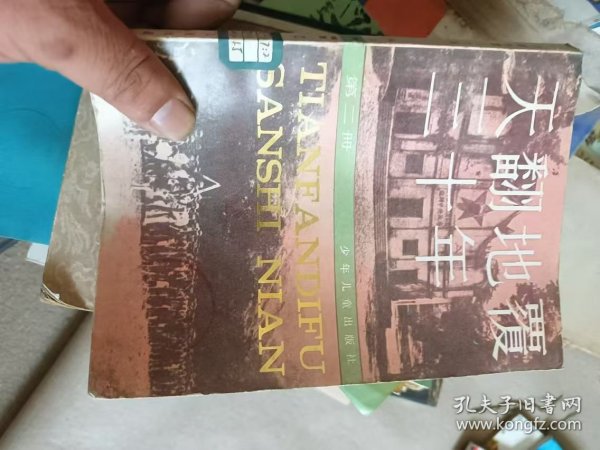 天翻地覆
三十年
第二册
少年儿童出版社
TIANFANDIFU
SANSHI NIAN
孔夫子旧书网
www.kongfz.com